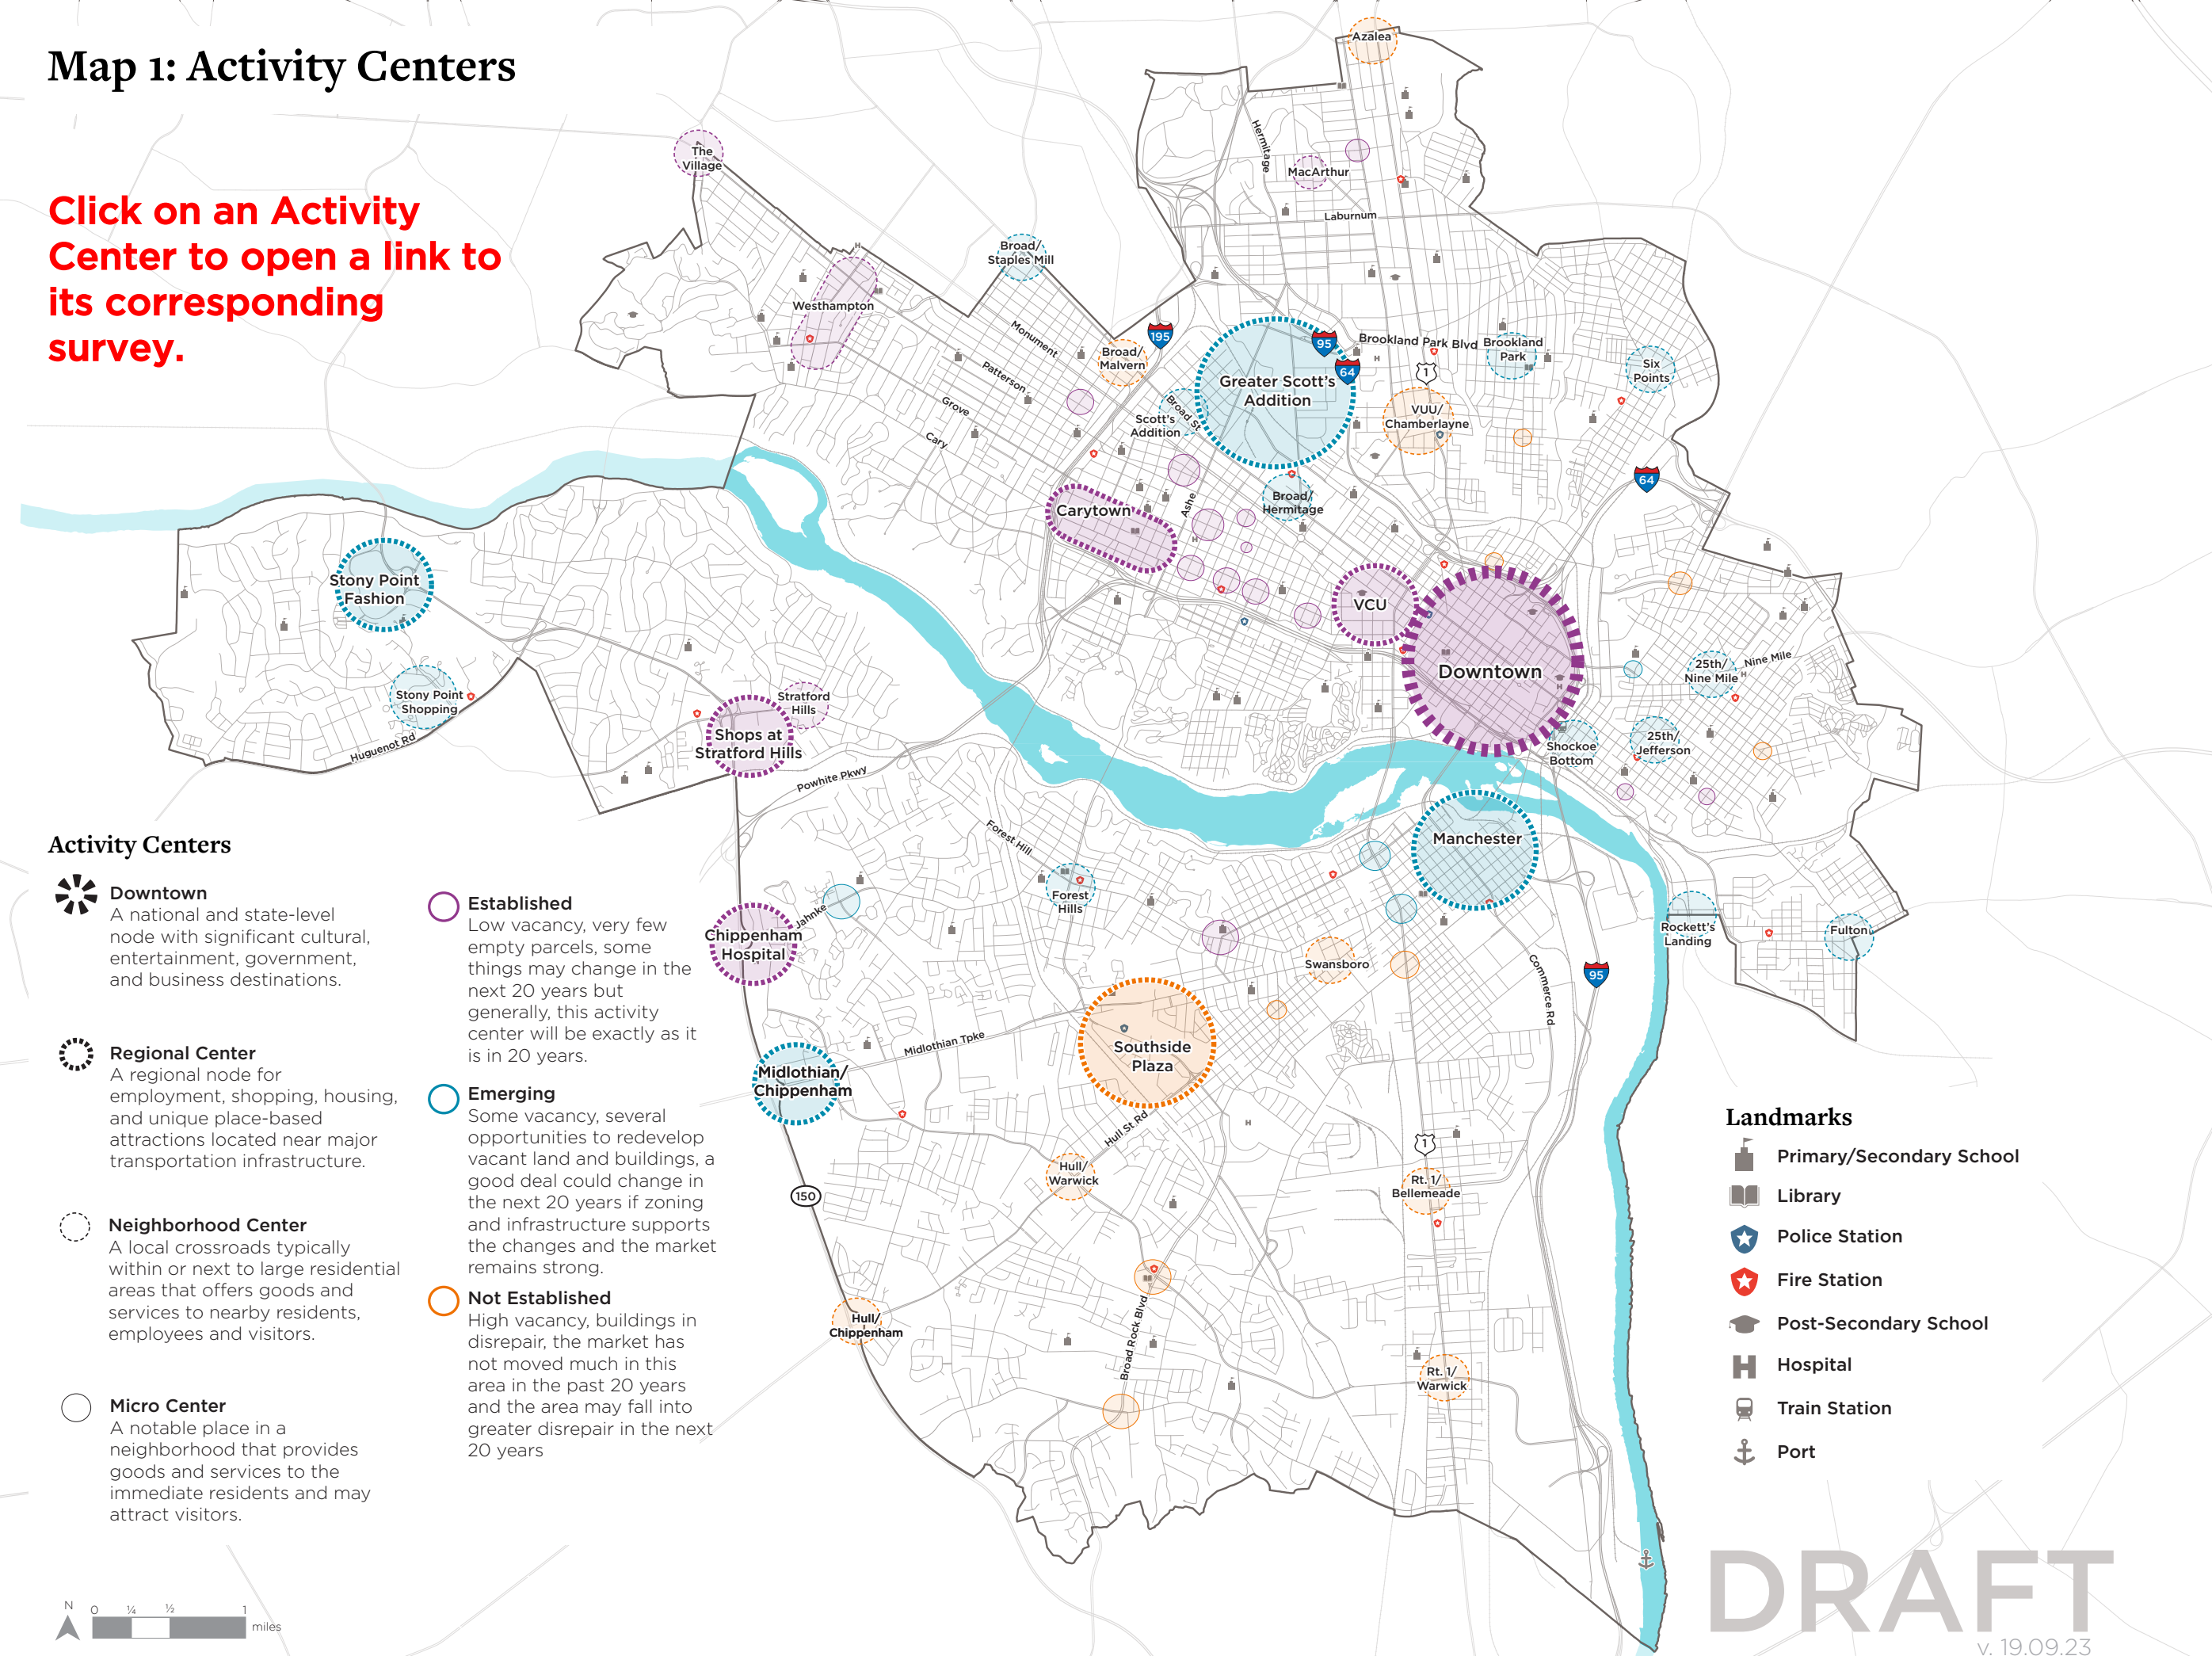 Map 1: Activity Centers
Click on an Activity
Center to open a link to
its corresponding
survey.
Azalea
Hermitage
MacArthur
Laburnum
The
Village
Broad/
Staples Mill
Westhampton
Monument
Patterson
Grove
Cary
195
Broad/
Malvern
95
64
Brookland Park Blvd
Brookland
Park
1
Six
Points
Greater Scott's
Addition
Broad St
Scott's
Addition
VUU/
Chamberlayne
64
Broad/
Hermitage
Carytown
Ashe
H
H
H
H
H
H
VCU
Downtown
25th/
Nine Mile
Nine Mile
25th/
Jefferson
Shockoe
Bottom
Stony Point
Fashion
Stony Point
Shopping
Huguenot Rd
Stratford
Hills
Shops at
Stratford Hills
Powhite Pkwy
Forest Hill
Forest
Hills
Manchester
Rockett's
Landing
Fulton
Jahnke
Chippenham
Hospital
Swansboro
Commerce Rd
95
Midlothian Tpke
Southside
Plaza
Midlothian/
Chippenham
Hull St Rd
Hull/
Warwick
150
1
Rt. 1/
Bellemeade
Hull/
Chippenham
Broad Rock Blvd
Rt. 1/
Warwick
Activity Centers
Downtown
A national and state-level
node with significant cultural,
entertainment, government,
and business destinations.
Regional Center
A regional node for
employment, shopping, housing,
and unique place-based
attractions located near major
transportation infrastructure.
Neighborhood Center
A local crossroads typically
within or next to large residential
areas that offers goods and
services to nearby residents,
employees and visitors.
Micro Center
A notable place in a
neighborhood that provides
goods and services to the
immediate residents and may
attract visitors.
Established
Low vacancy, very few
empty parcels, some
things may change in the
next 20 years but
generally, this activity
center will be exactly as it
is in 20 years.
Emerging
Some vacancy, several
opportunities to redevelop
vacant land and buildings, a
good deal could change in
the next 20 years if zoning
and infrastructure supports
the changes and the market
remains strong.
Not Established
High vacancy, buildings in
disrepair, the market has
not moved much in this
area in the past 20 years
and the area may fall into
greater disrepair in the next
20 years
Landmarks
Primary/Secondary School
Library
Police Station
Fire Station
Post-Secondary School
H Hospital
Train Station
Port
N
0 ¼ ½ 1
miles
DRAFT
v. 19.09.23